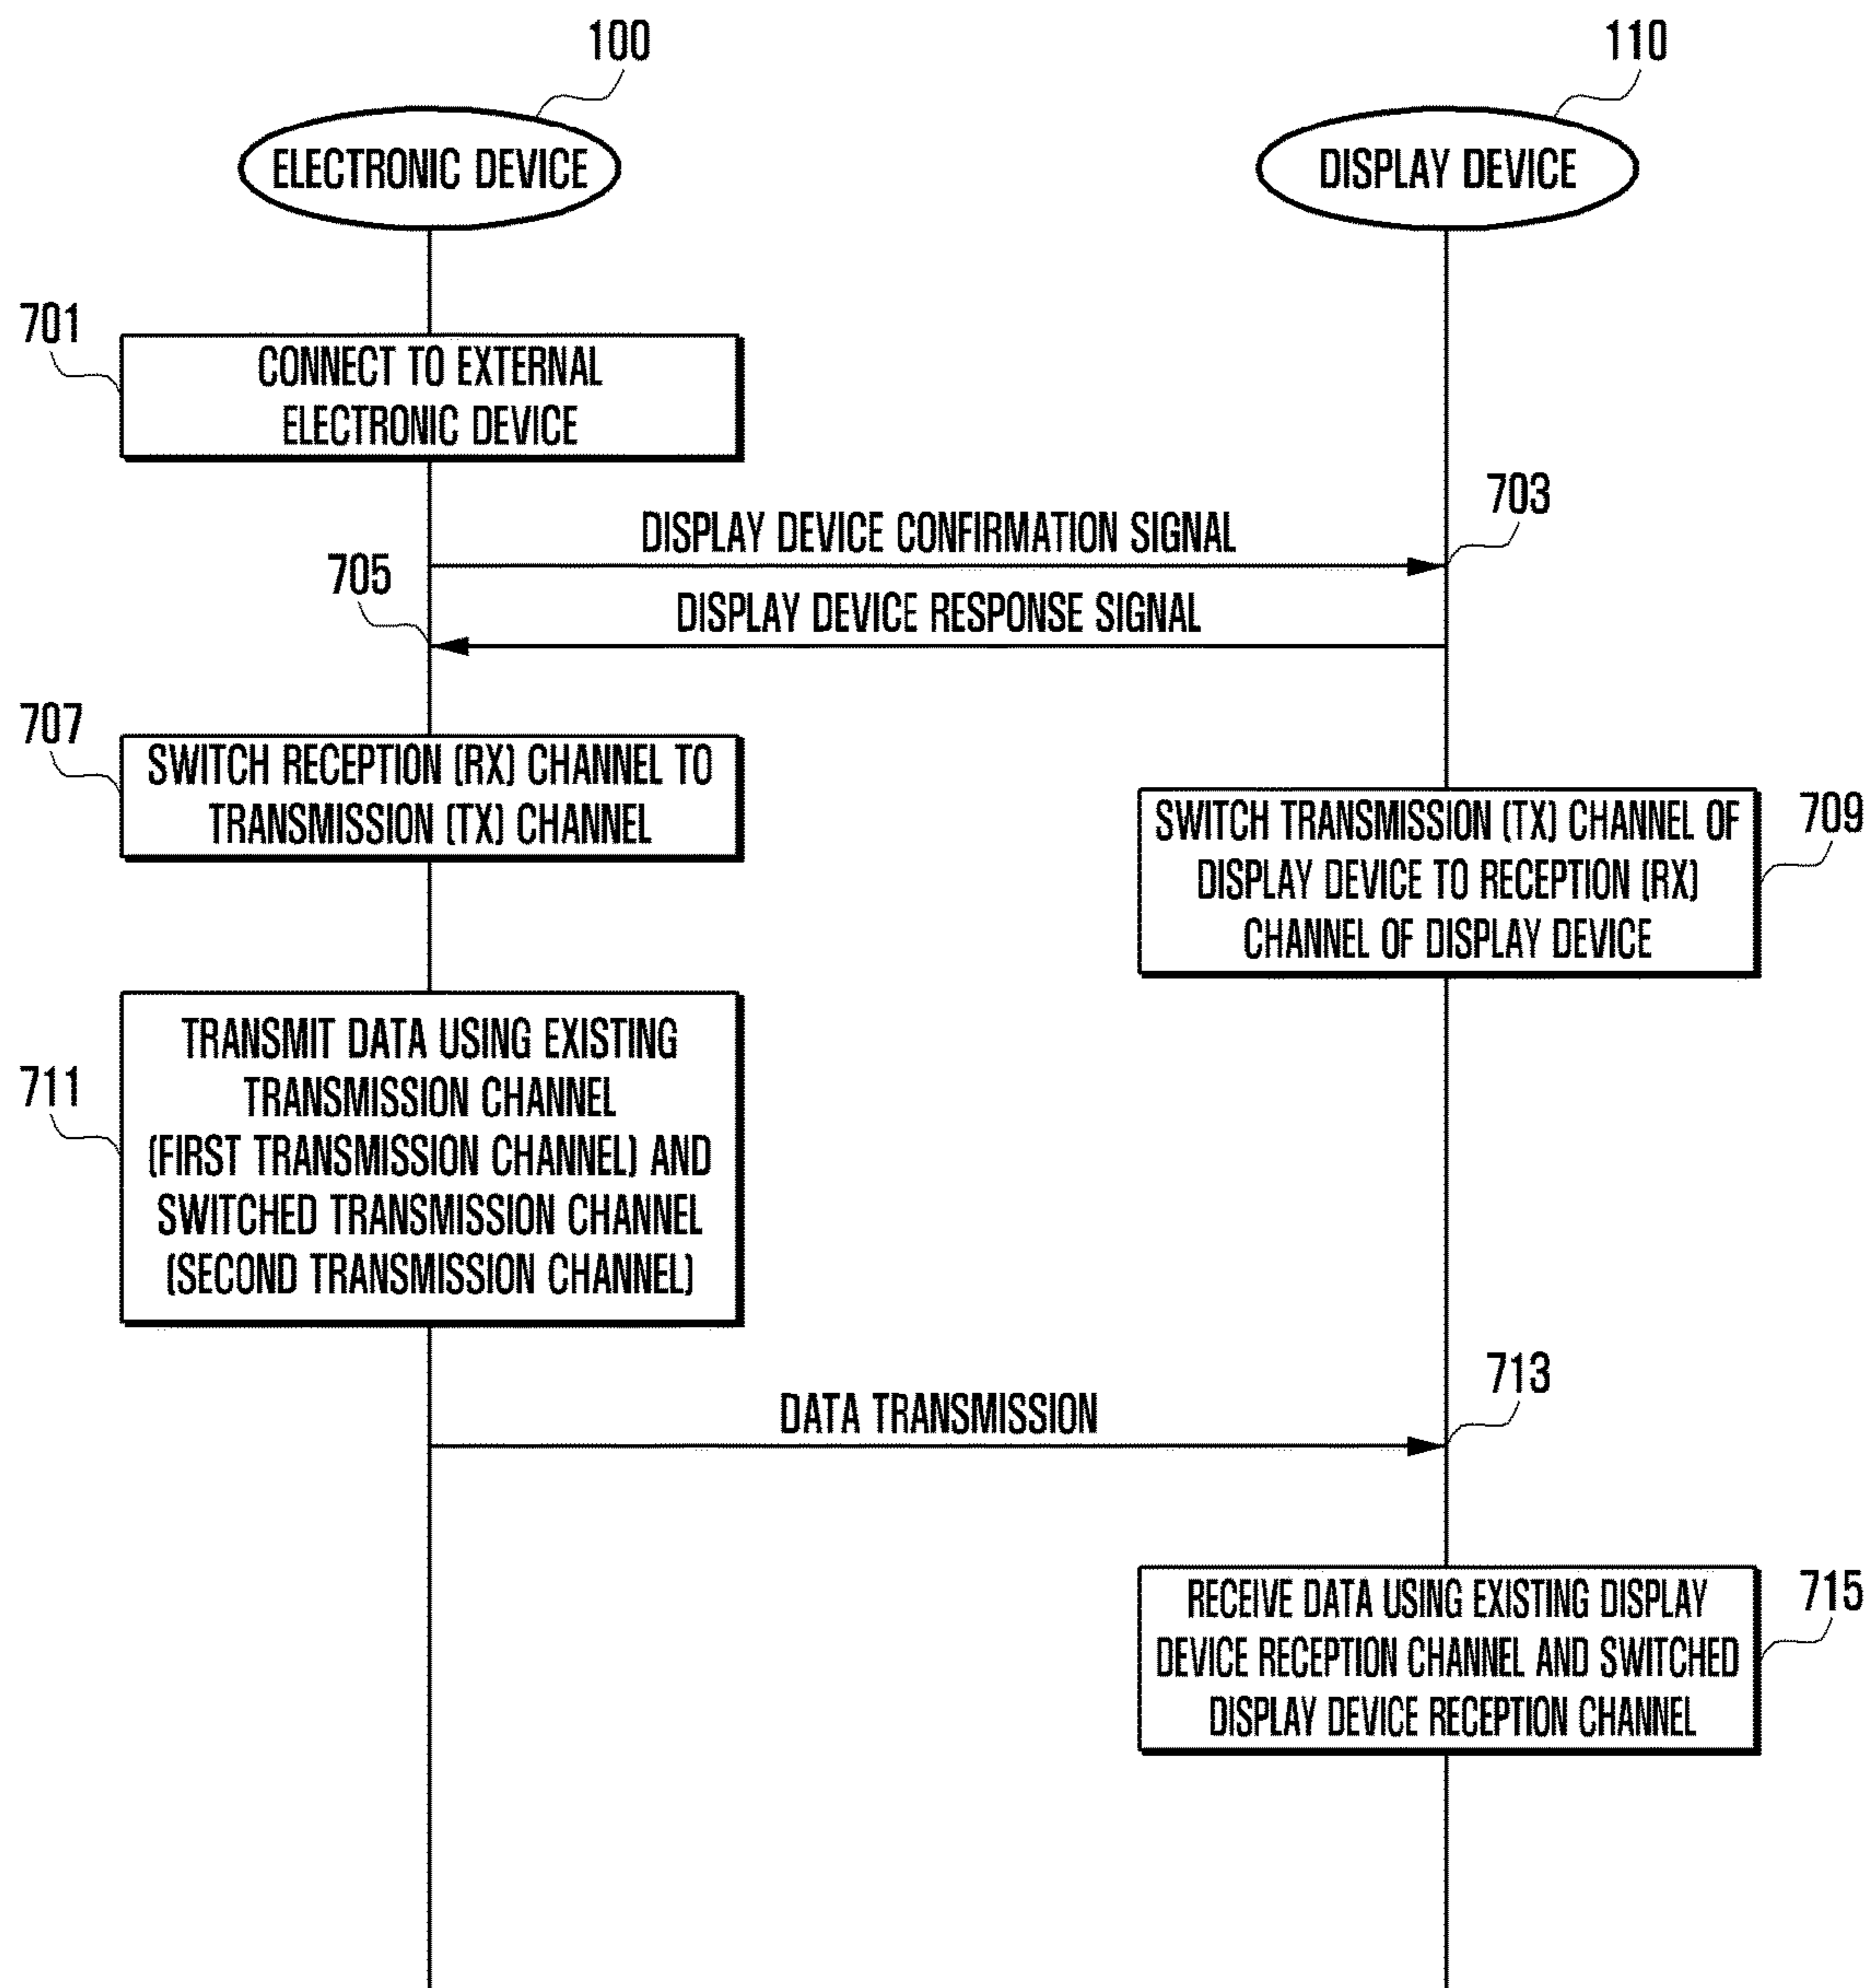 100
110
ELECTRONIC DEVICE
DISPLAY DEVICE
701
CONNECT TO EXTERNAL
ELECTRONIC DEVICE
703
DISPLAY DEVICE CONFIRMATION SIGNAL
705
DISPLAY DEVICE RESPONSE SIGNAL
707
SWITCH RECEPTION (RX) CHANNEL TO
TRANSMISSION (TX) CHANNEL
709
SWITCH TRANSMISSION (TX) CHANNEL OF
DISPLAY DEVICE TO RECEPTION (RX)
CHANNEL OF DISPLAY DEVICE
711
TRANSMIT DATA USING EXISTING
TRANSMISSION CHANNEL
(FIRST TRANSMISSION CHANNEL) AND
SWITCHED TRANSMISSION CHANNEL
(SECOND TRANSMISSION CHANNEL)
713
DATA TRANSMISSION
715
RECEIVE DATA USING EXISTING DISPLAY
DEVICE RECEPTION CHANNEL AND SWITCHED
DISPLAY DEVICE RECEPTION CHANNEL